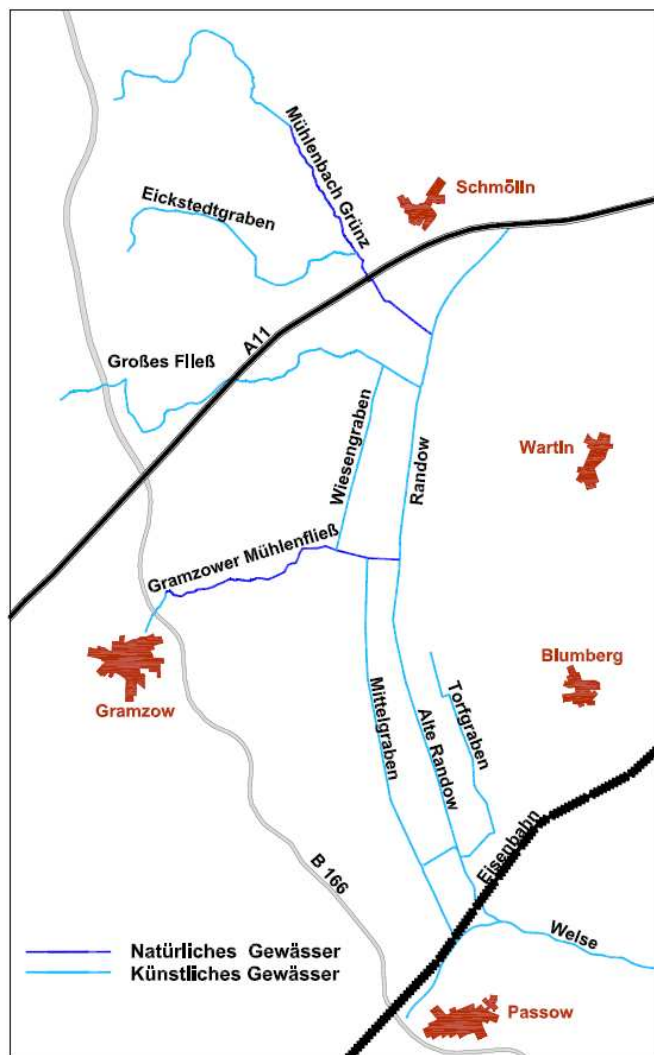 Mühlenbach Grünz
Schmölln
Eickstedtgraben
A11
Großes Fließ
Wiesengraben
Randow
Wartin
Gramzower Mühlenfließ
Blumberg
Gramzow
Mittelgraben
Alte Randow
Torfgraben
Eisenbahn
B 166
Welse
Natürliches Gewässer
Künstliches Gewässer
Passow